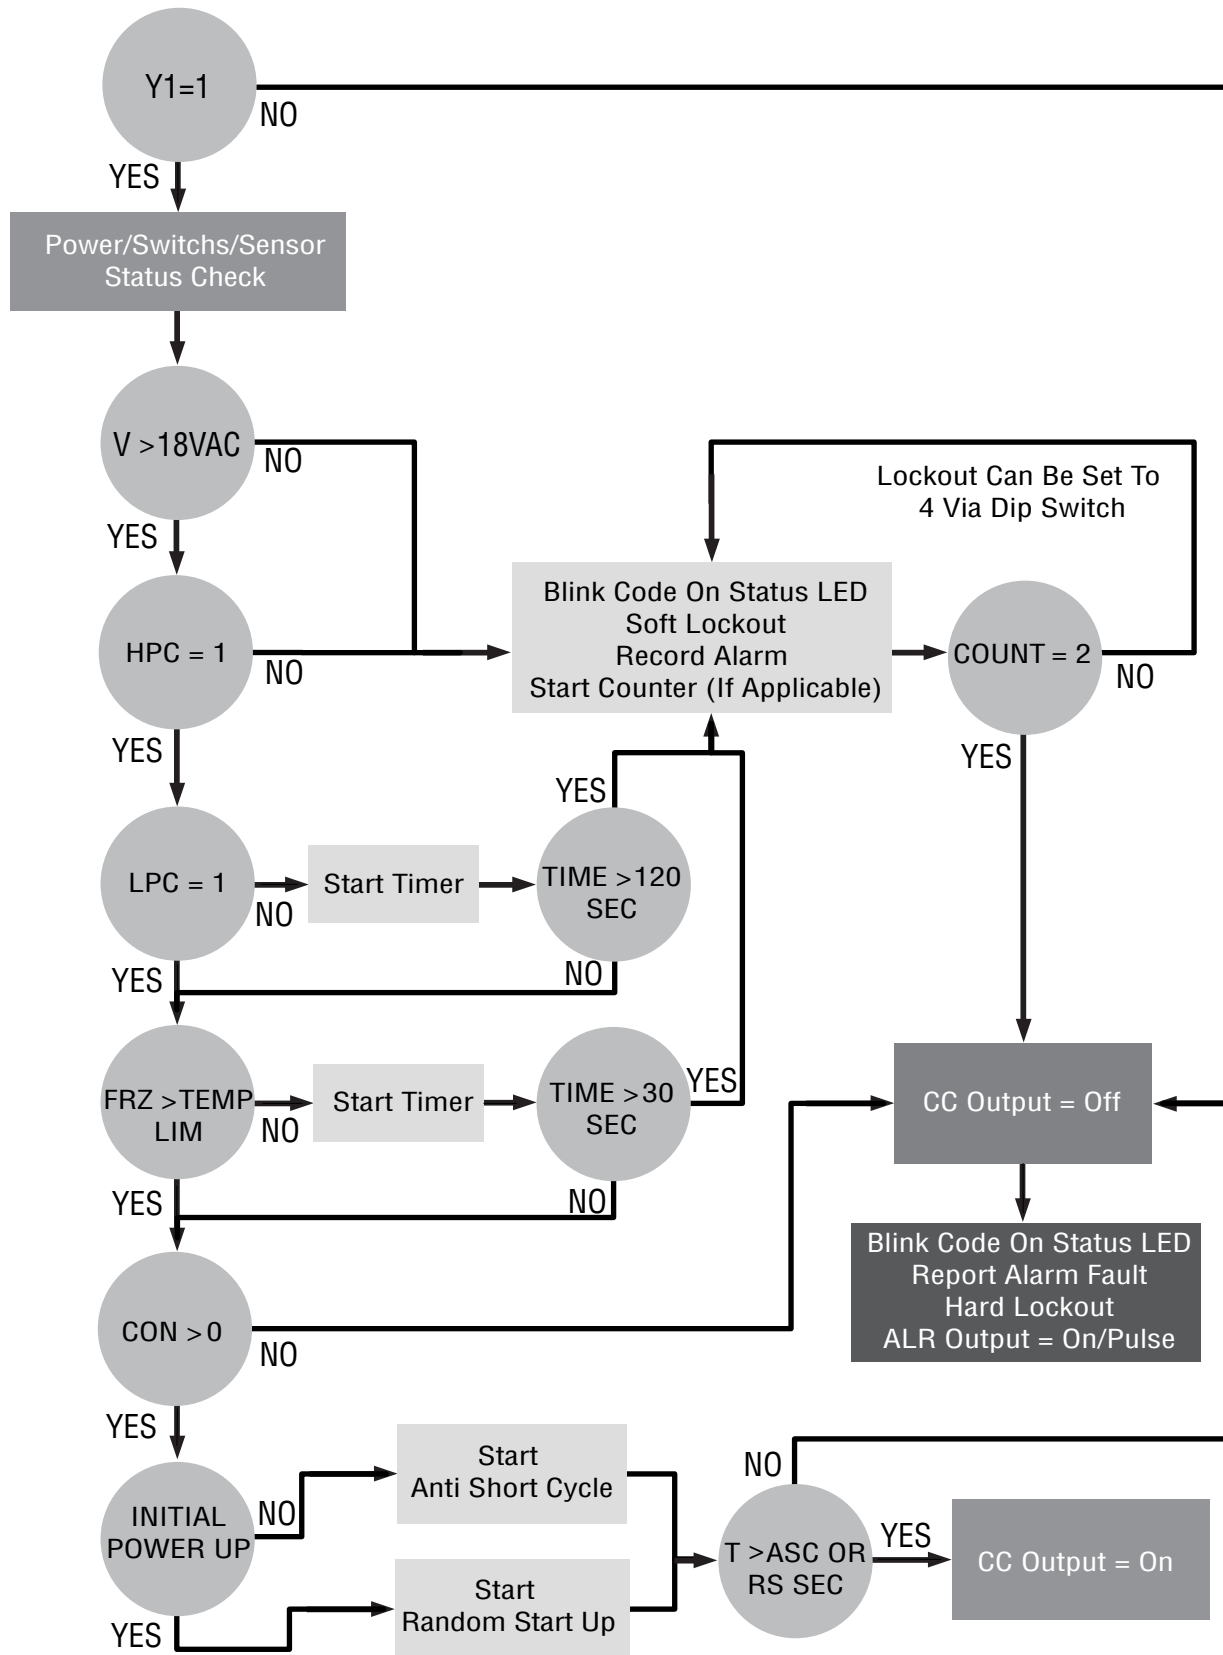 Y1=1
NO
YES
Power/Switchs/Sensor
Status Check
V >18VAC
NO
YES
Lockout Can Be Set To
4 Via Dip Switch
HPC = 1
NO
YES
Blink Code On Status LED
Soft Lockout
Record Alarm
Start Counter (If Applicable)
COUNT = 2
NO
YES
LPC = 1
NO
YES
Start Timer
TIME >120
SEC
YES
NO
FRZ >TEMP
LIM
NO
YES
Start Timer
TIME >30
SEC
YES
NO
CC Output = Off
Blink Code On Status LED
Report Alarm Fault
Hard Lockout
ALR Output = On/Pulse
CON >0
NO
YES
INITIAL
POWER UP
NO
YES
Start
Anti Short Cycle
Start
Random Start Up
T >ASC OR
RS SEC
NO
YES
CC Output = On